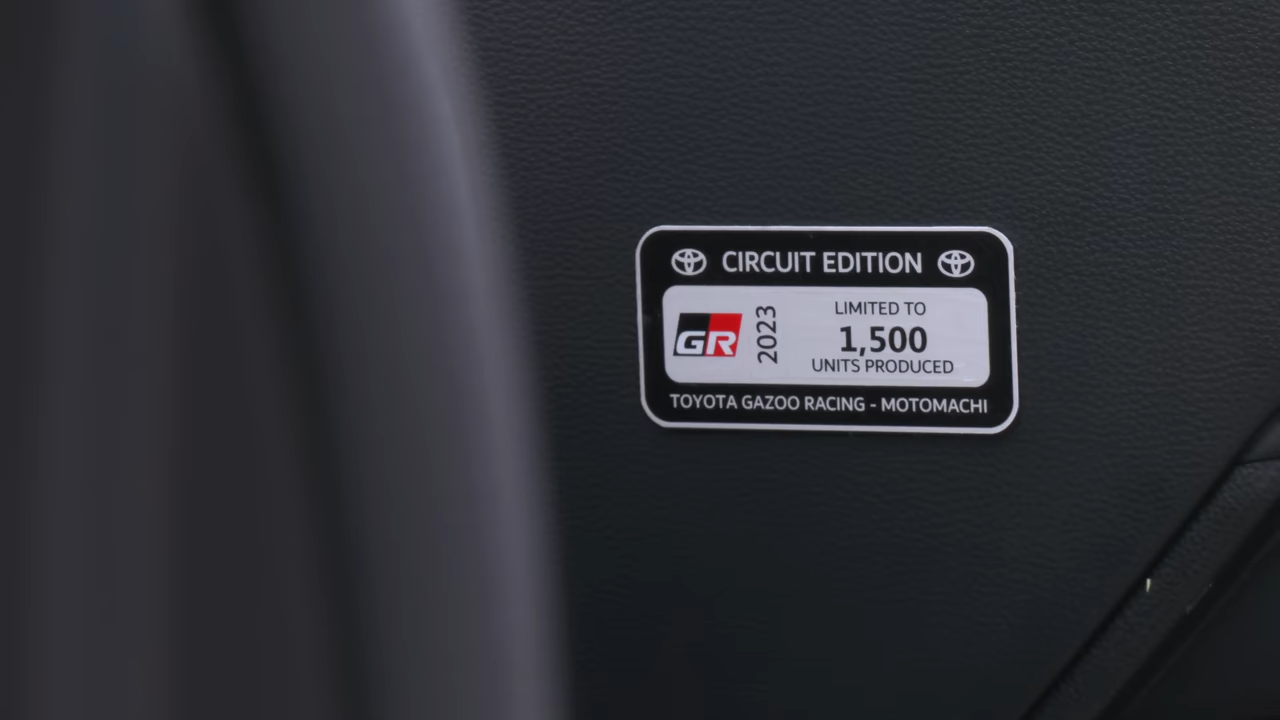 CIRCUIT EDITION
GR
2023
LIMITED TO
1,500
UNITS PRODUCED
TOYOTA GAZOO RACING - MOTOMACHI